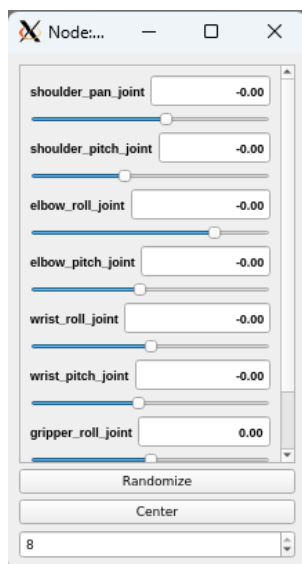 Node:...
shoulder_pan_joint -0.00
shoulder_pitch_joint -0.00
elbow_roll_joint -0.00
elbow_pitch_joint -0.00
wrist_roll_joint -0.00
wrist_pitch_joint -0.00
gripper_roll_joint 0.00
Randomize
Center
8